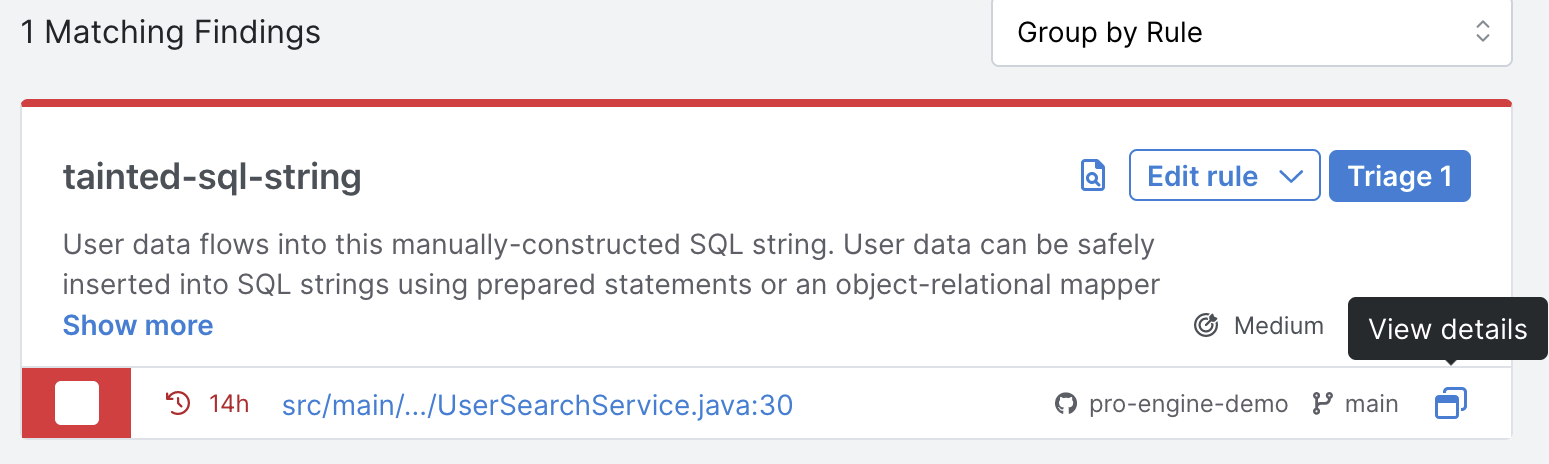 1 Matching Findings
Group by Rule
tainted-sql-string
Edit rule
Triage 1
User data flows into this manually-constructed SQL string. User data can be safely
inserted into SQL strings using prepared statements or an object-relational mapper
Show more
Medium
View details
14h
src/main/.../UserSearchService.java:30
pro-engine-demo
main